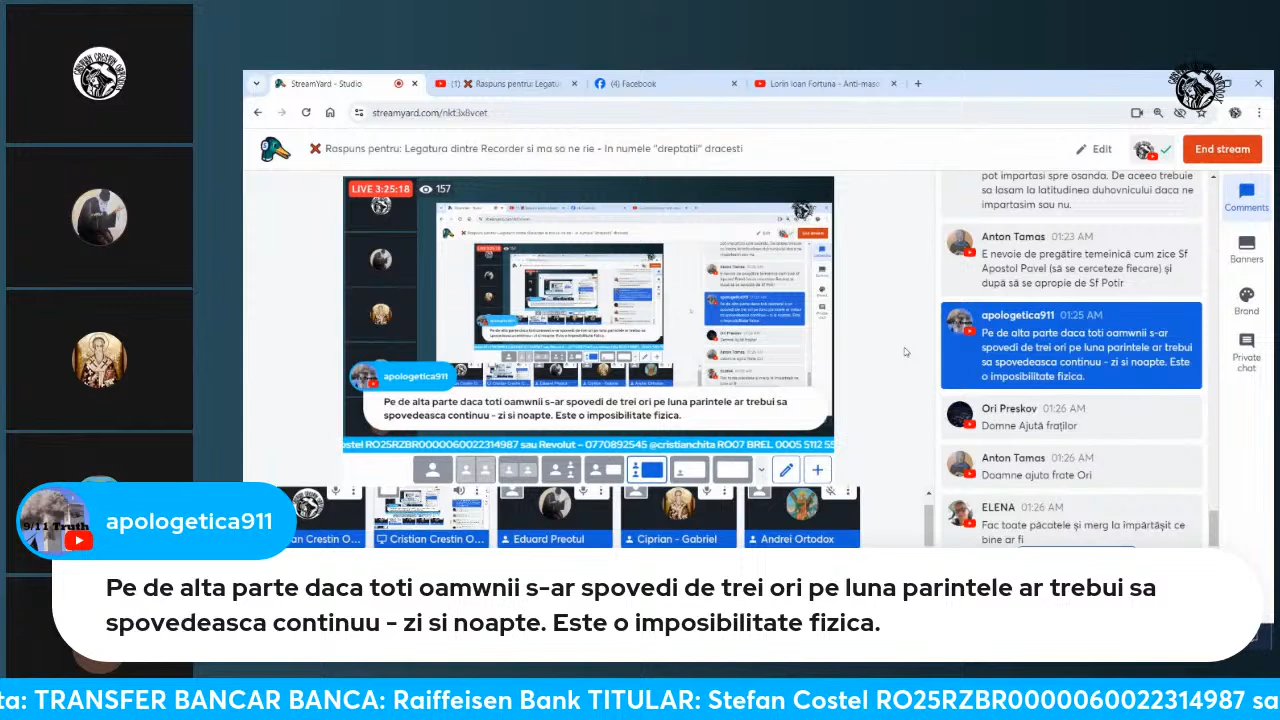 StreamYard - Studio
(1) ❌ Raspuns pentru: Legatu
(4) Facebook
Lorin Ioan Fortuna - Anti-maso
streamyard.com/nkt3x8vcet
❌ Raspuns pentru: Legatura dintre Recorder si ma so ne rie - In numele "dreptatii" dracesti
Edit
End stream
LIVE 3:25:18
157
apologetica911
Pe de alta parte daca toti oamwnii s-ar spovedi de trei ori pe luna parintele ar trebui sa
spovedeasca continuu - zi si noapte. Este o imposibilitate fizica.
ostel RO25RZBR0000060022314987 sau Revolut – 0770892545 @cristianchita RO07 BREL 0005 5112 55
an Crestin O...
Cristian Crestin O...
Eduard Preotul
Ciprian - Gabriel
Andrei Ortodox
pot impartasi spre osanda. De aceea trebuie
sa lasam la latitudinea duhovnicului daca ne
impartasim sau nu.
Anton Tamas 01:23 AM
E nevoie de pregătire temeinică cum zice Sf
Apostol Pavel (să se cerceteze fiecare) și
după să se apropie de Sf Potir
apologetica911 01:25 AM
Pe de alta parte daca toti oamwnii s-ar
spovedi de trei ori pe luna parintele ar trebui
sa spovedeasca continuu - zi si noapte. Este
o imposibilitate fizica.
Ori Preskov 01:26 AM
Domne Ajută fraților
Anton Tamas 01:26 AM
Doamne ajuta frate Ori
ELENA 01:26 AM
Fac toate păcatele și merg la împărtășit ce
bine ar fi
Comments
Banners
Brand
Private
chat
9/11 Truth
apologetica911
Pe de alta parte daca toti oamwnii s-ar spovedi de trei ori pe luna parintele ar trebui sa
spovedeasca continuu - zi si noapte. Este o imposibilitate fizica.
ta: TRANSFER BANCAR BANCA: Raiffeisen Bank TITULAR: Stefan Costel RO25RZBR0000060022314987 sa